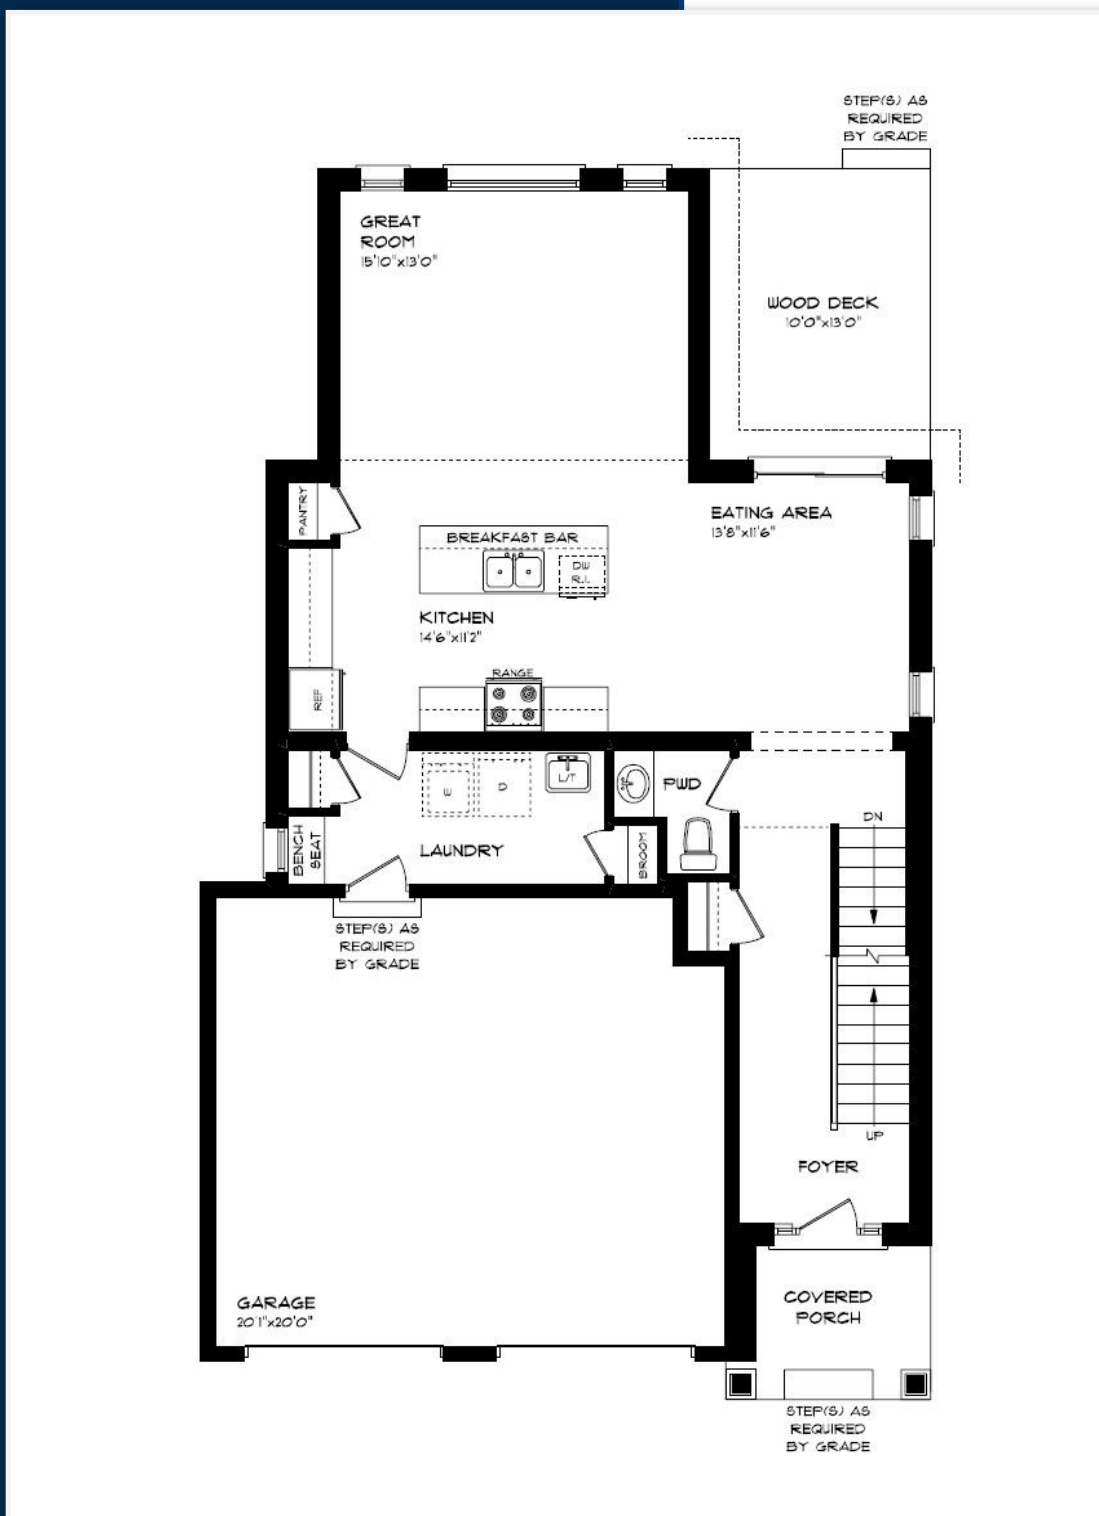 STEP(S) AS
REQUIRED
BY GRADE
GREAT
ROOM
15'10"x13'0"
WOOD DECK
10'0"x13'0"
PANTRY
EATING AREA
13'8"x11'6"
BREAKFAST BAR
DW
R.I.
KITCHEN
14'6"x11'2"
REF
RANGE
E
D
L/T
PWD
BENCH
SEAT
LAUNDRY
BROOM
DN
STEP(S) AS
REQUIRED
BY GRADE
UP
FOYER
GARAGE
20'1"x20'0"
COVERED
PORCH
STEP(S) AS
REQUIRED
BY GRADE